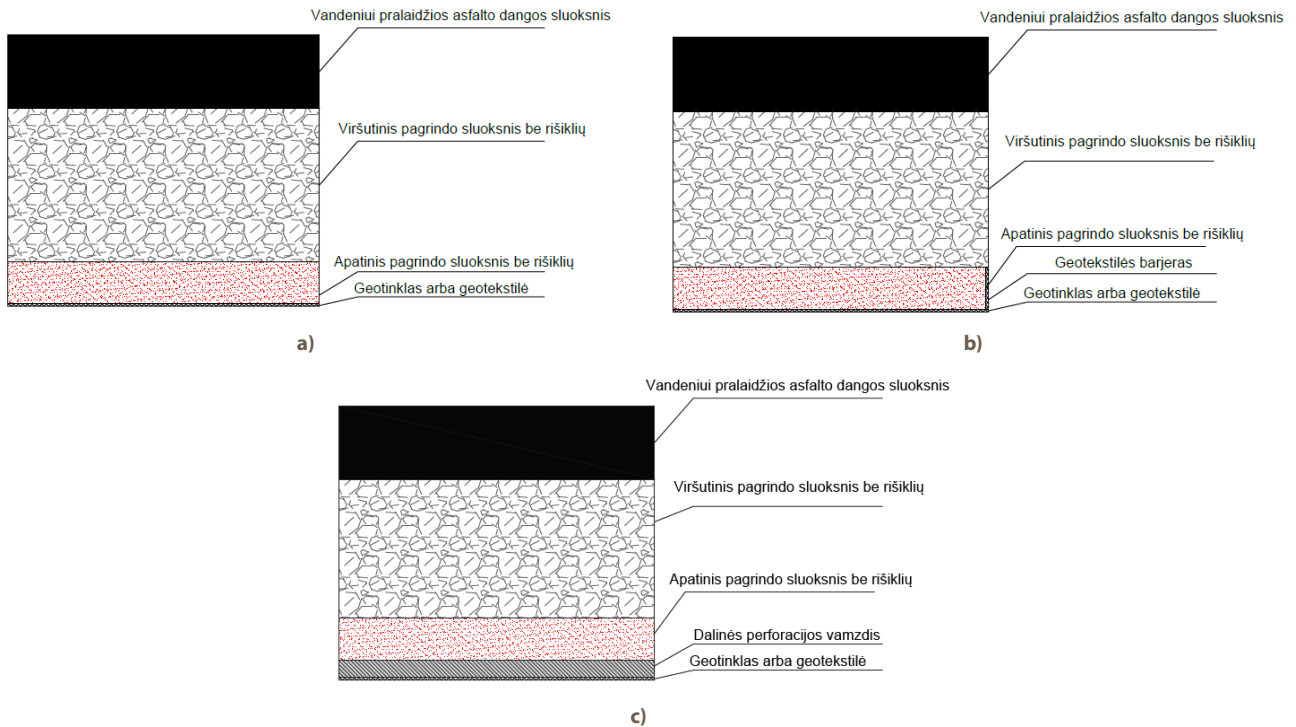 Vandeniui pralaidžios asfalto dangos sluoksnis
Viršutinis pagrindo sluoksnis be rišiklių
Apatinis pagrindo sluoksnis be rišiklių
Geotinklas arba geotekstilė
a)
Vandeniui pralaidžios asfalto dangos sluoksnis
Viršutinis pagrindo sluoksnis be rišiklių
Apatinis pagrindo sluoksnis be rišiklių
Geotekstilės barjeras
Geotinklas arba geotekstilė
b)
Vandeniui pralaidžios asfalto dangos sluoksnis
Viršutinis pagrindo sluoksnis be rišiklių
Apatinis pagrindo sluoksnis be rišiklių
Dalinės perforacijos vamzdis
Geotinklas arba geotekstilė
c)